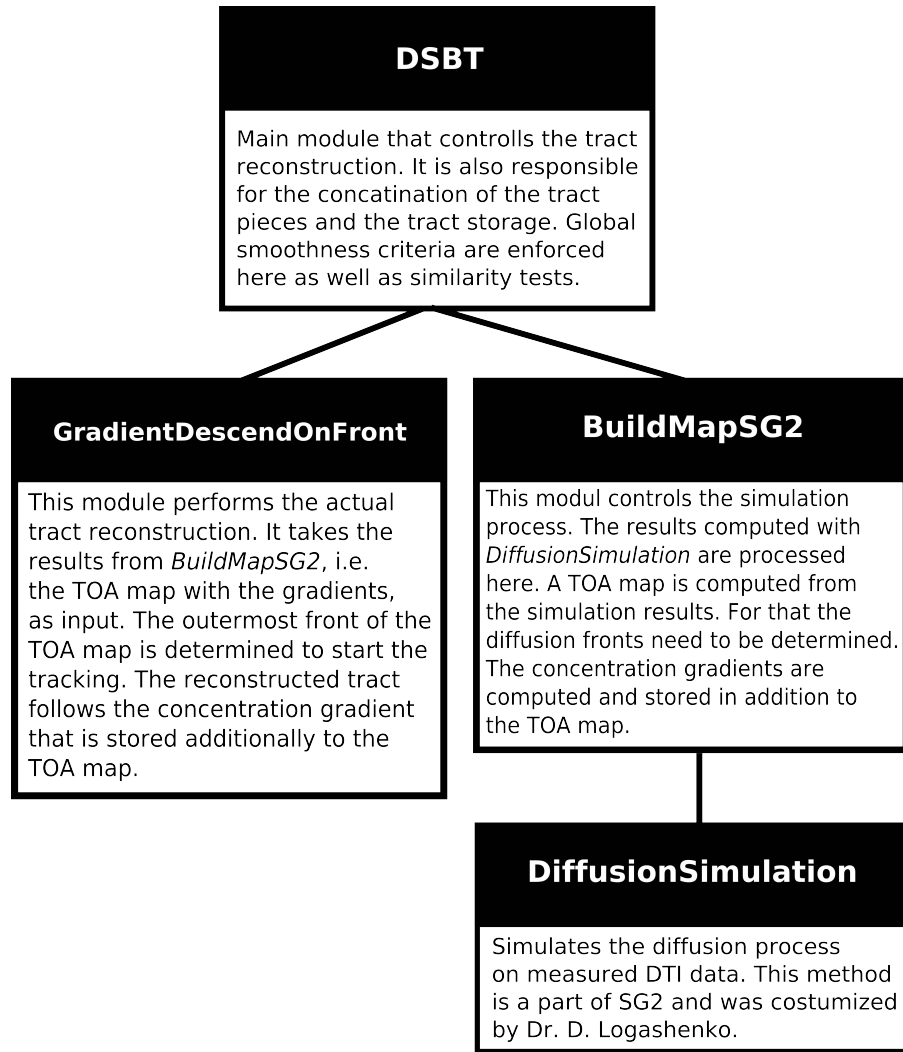 DSBT
Main module that controlls the tract
reconstruction. It is also responsible
for the concatination of the tract
pieces and the tract storage. Global
smoothness criteria are enforced
here as well as similarity tests.
GradientDescendOnFront
This module performs the actual
tract reconstruction. It takes the
results from BuildMapSG2, i.e.
the TOA map with the gradients,
as input. The outermost front of the
TOA map is determined to start the
tracking. The reconstructed tract
follows the concentration gradient
that is stored additionally to the
TOA map.
BuildMapSG2
This modul controls the simulation
process. The results computed with
DiffusionSimulation are processed
here. A TOA map is computed from
the simulation results. For that the
diffusion fronts need to be determined.
The concentration gradients are
computed and stored in addition to
the TOA map.
DiffusionSimulation
Simulates the diffusion process
on measured DTI data. This method
is a part of SG2 and was costumized
by Dr. D. Logashenko.